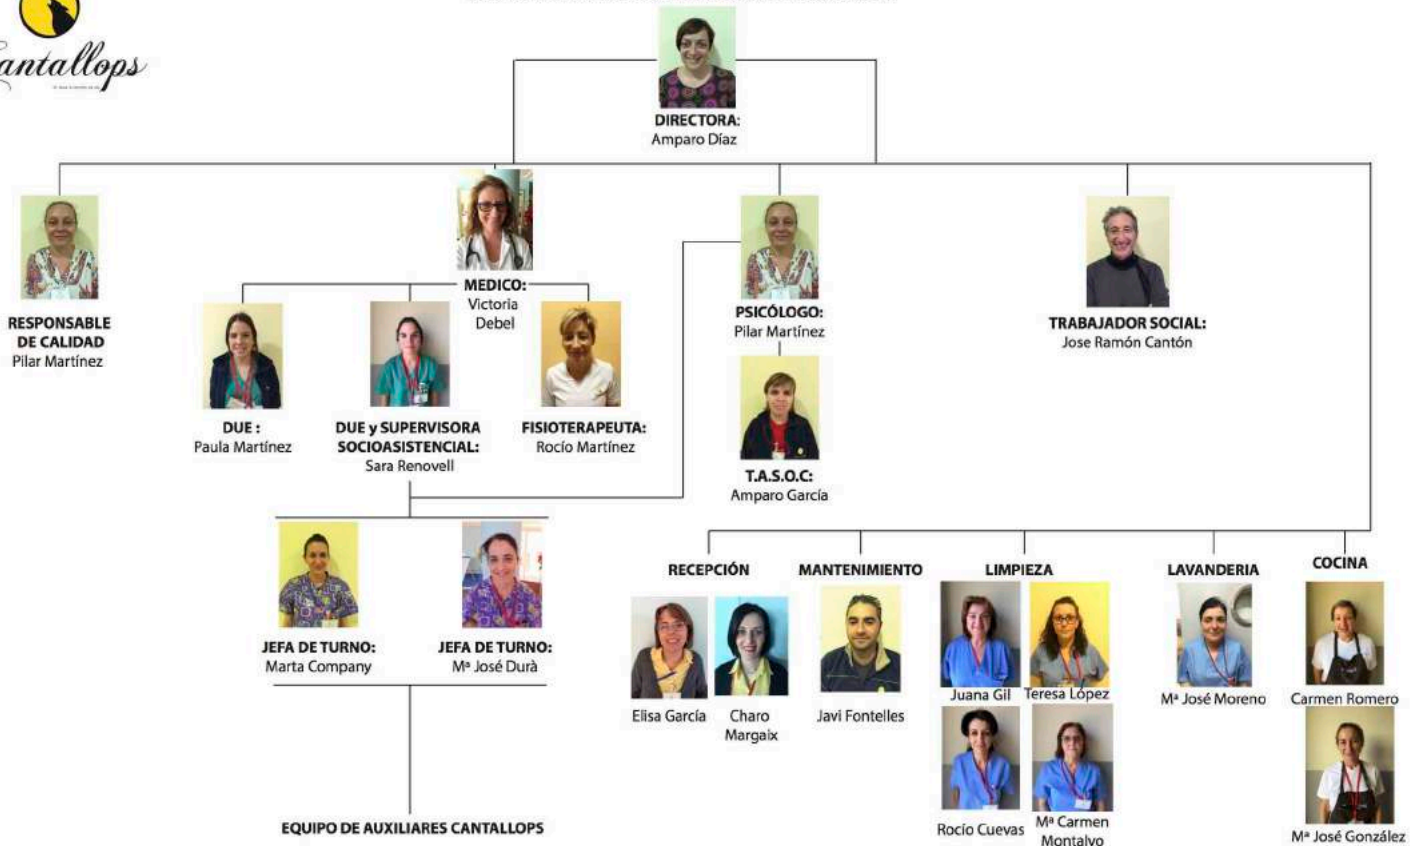 Cantallops
DIRECTORA:
Amparo Díaz
RESPONSABLE
DE CALIDAD
Pilar Martínez
MEDICO:
Victoria
Debel
PSICÓLOGO:
Pilar Martínez
TRABAJADOR SOCIAL:
Jose Ramón Cantón
DUE :
Paula Martínez
DUE y SUPERVISORA
SOCIOASISTENCIAL:
Sara Renovell
FISIOTERAPEUTA:
Rocío Martínez
T.A.S.O.C:
Amparo García
JEFA DE TURNO:
Marta Company
JEFA DE TURNO:
Mª José Durà
EQUIPO DE AUXILIARES CANTALLOPS
RECEPCIÓN
Elisa García
Charo
Margaix
MANTENIMIENTO
Javi Fontelles
LIMPIEZA
Juana Gil
Teresa López
Rocío Cuevas
Mª Carmen
Montalvo
LAVANDERIA
Mª José Moreno
COCINA
Carmen Romero
Mª José González